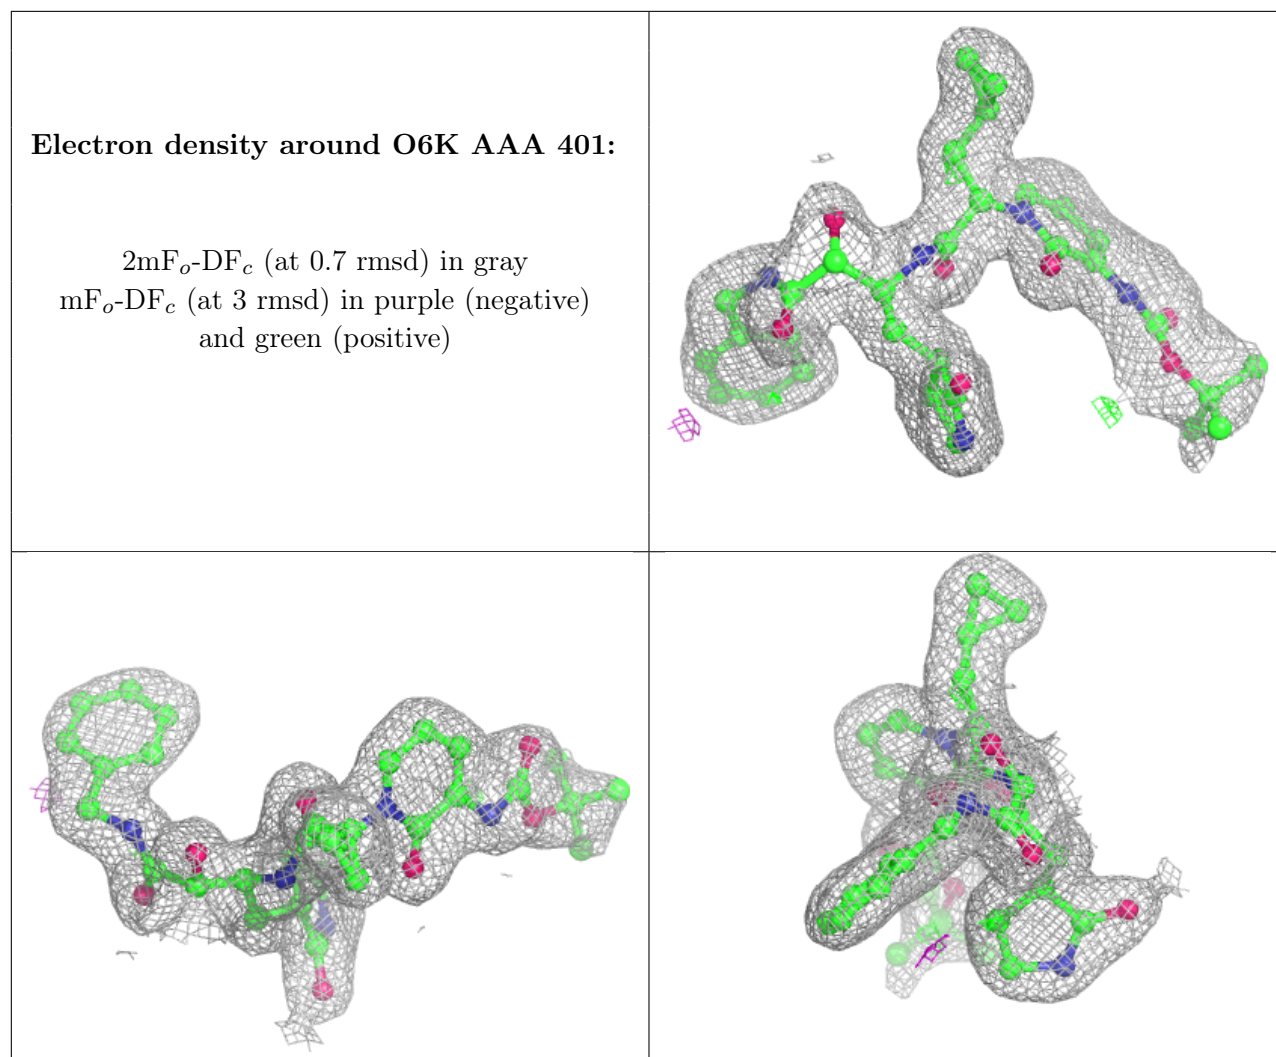 Electron density around O6K AAA 401:
2mFo-DFc (at 0.7 rmsd) in gray
mFo-DFc (at 3 rmsd) in purple (negative)
and green (positive)